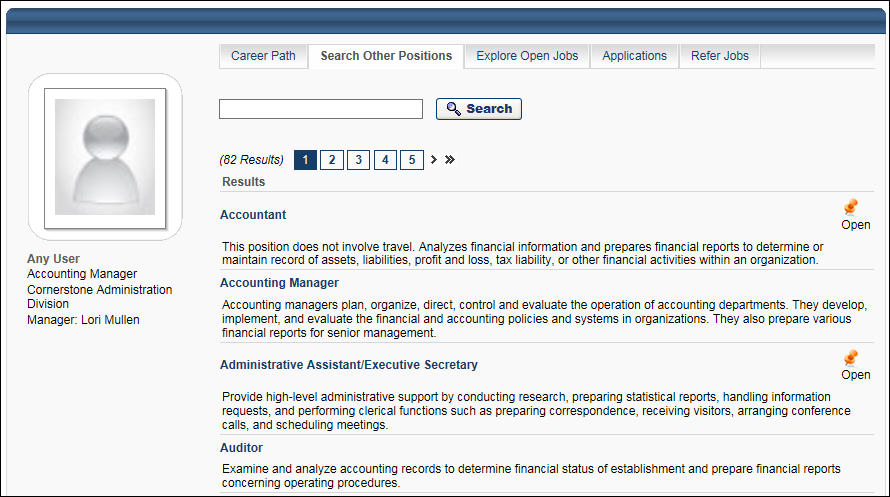 Career Path
Search Other Positions
Explore Open Jobs
Applications
Refer Jobs
Search
(82 Results) 1 2 3 4 5 › »
Results
Any User
Accounting Manager
Cornerstone Administration
Division
Manager: Lori Mullen
Accountant
Open
This position does not involve travel. Analyzes financial information and prepares financial reports to determine or
maintain record of assets, liabilities, profit and loss, tax liability, or other financial activities within an organization.
Accounting Manager
Accounting managers plan, organize, direct, control and evaluate the operation of accounting departments. They develop,
implement, and evaluate the financial and accounting policies and systems in organizations. They also prepare various
financial reports for senior management.
Administrative Assistant/Executive Secretary
Open
Provide high-level administrative support by conducting research, preparing statistical reports, handling information
requests, and performing clerical functions such as preparing correspondence, receiving visitors, arranging conference
calls, and scheduling meetings.
Auditor
Examine and analyze accounting records to determine financial status of establishment and prepare financial reports
concerning operating procedures.